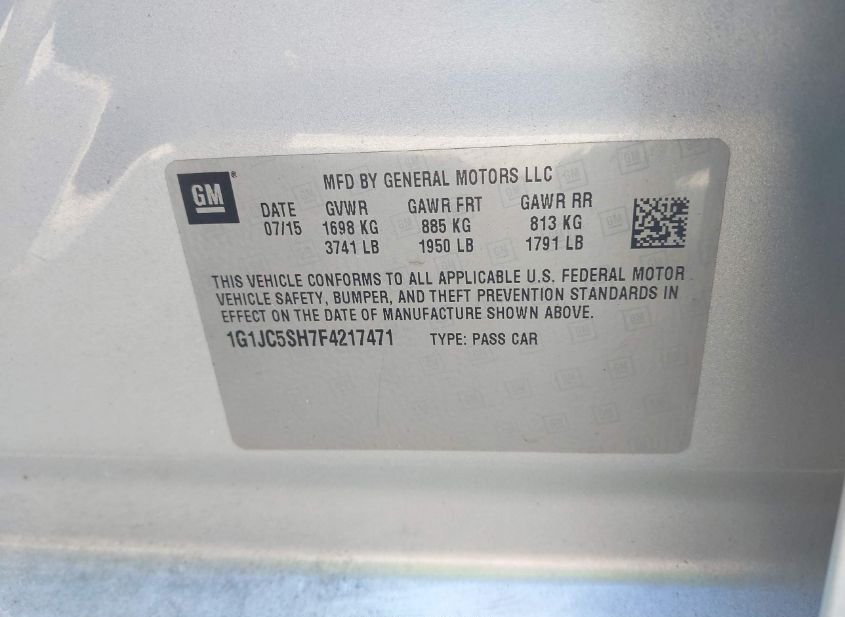 GM ®
MFD BY GENERAL MOTORS LLC
DATE GVWR GAWR FRT GAWR RR
07/15 1698 KG 885 KG 813 KG
3741 LB 1950 LB 1791 LB
THIS VEHICLE CONFORMS TO ALL APPLICABLE U.S. FEDERAL MOTOR
VEHICLE SAFETY, BUMPER, AND THEFT PREVENTION STANDARDS IN
EFFECT ON THE DATE OF MANUFACTURE SHOWN ABOVE.
1G1JC5SH7F4217471 TYPE: PASS CAR